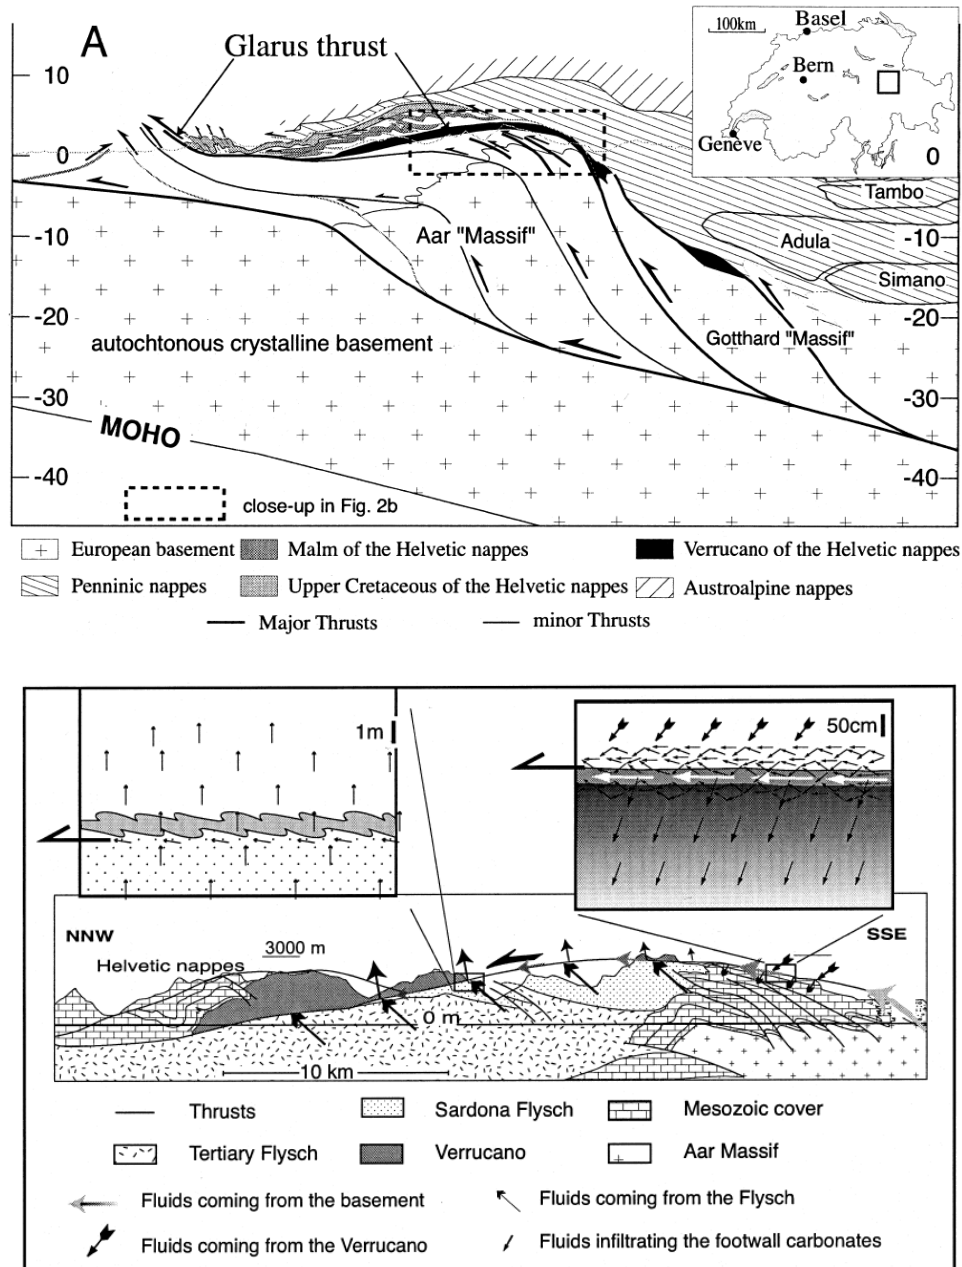 A
Glarus thrust
100km
Basel
Bern
Genève
0
10
0
-10
-20
-30
-40
Tambo
Adula
-10
Simano
-20
-30
-40
Aar "Massif"
Gotthard "Massif"
autochtonous crystalline basement
MOHO
close-up in Fig. 2b
European basement
Malm of the Helvetic nappes
Verrucano of the Helvetic nappes
Penninic nappes
Upper Cretaceous of the Helvetic nappes
Austroalpine nappes
Major Thrusts
minor Thrusts
1m
50cm
NNW
3000 m
SSE
Helvetic nappes
0 m
10 km
Thrusts
Sardona Flysch
Mesozoic cover
Tertiary Flysch
Verrucano
Aar Massif
Fluids coming from the basement
Fluids coming from the Flysch
Fluids coming from the Verrucano
Fluids infiltrating the footwall carbonates